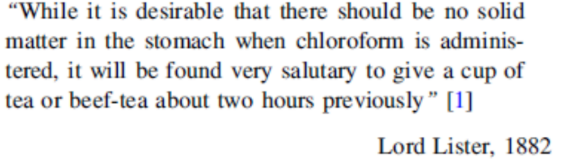 “While it is desirable that there should be no solid
matter in the stomach when chloroform is adminis-
tered, it will be found very salutary to give a cup of
tea or beef-tea about two hours previously” [1]
Lord Lister, 1882